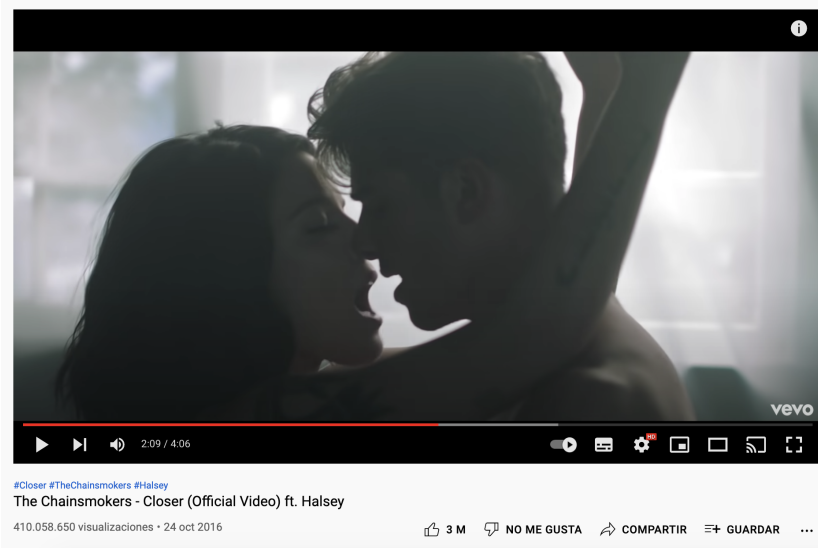 vevo
HD
2:09 / 4:06
#Closer #TheChainsmokers #Halsey
The Chainsmokers - Closer (Official Video) ft. Halsey
410.058.650 visualizaciones • 24 oct 2016
3 M NO ME GUSTA COMPARTIR GUARDAR